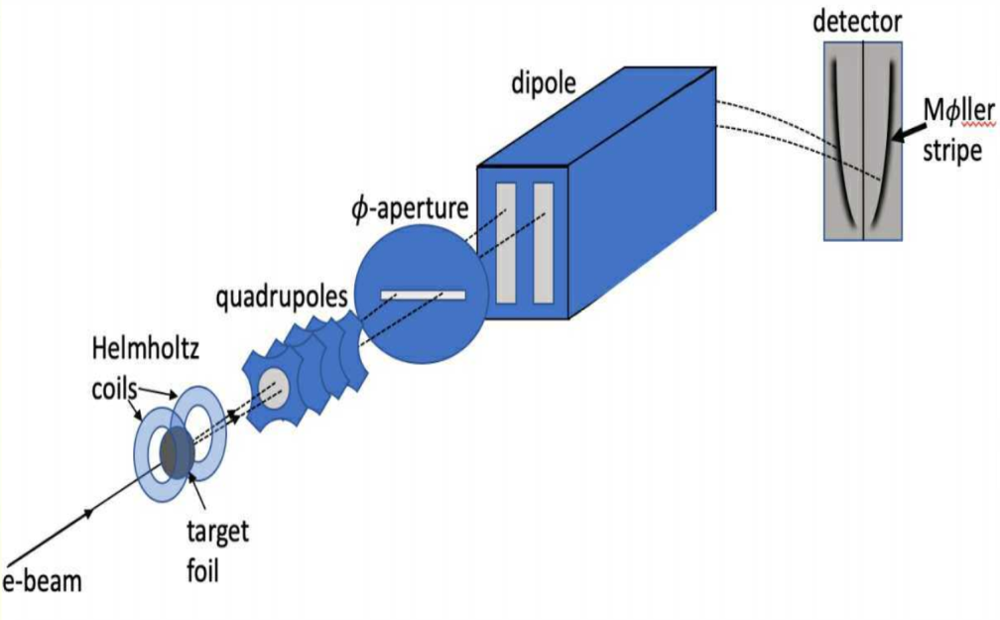 detector
dipole
Mϕller
stripe
ϕ-aperture
quadrupoles
Helmholtz
coils
target
foil
e-beam